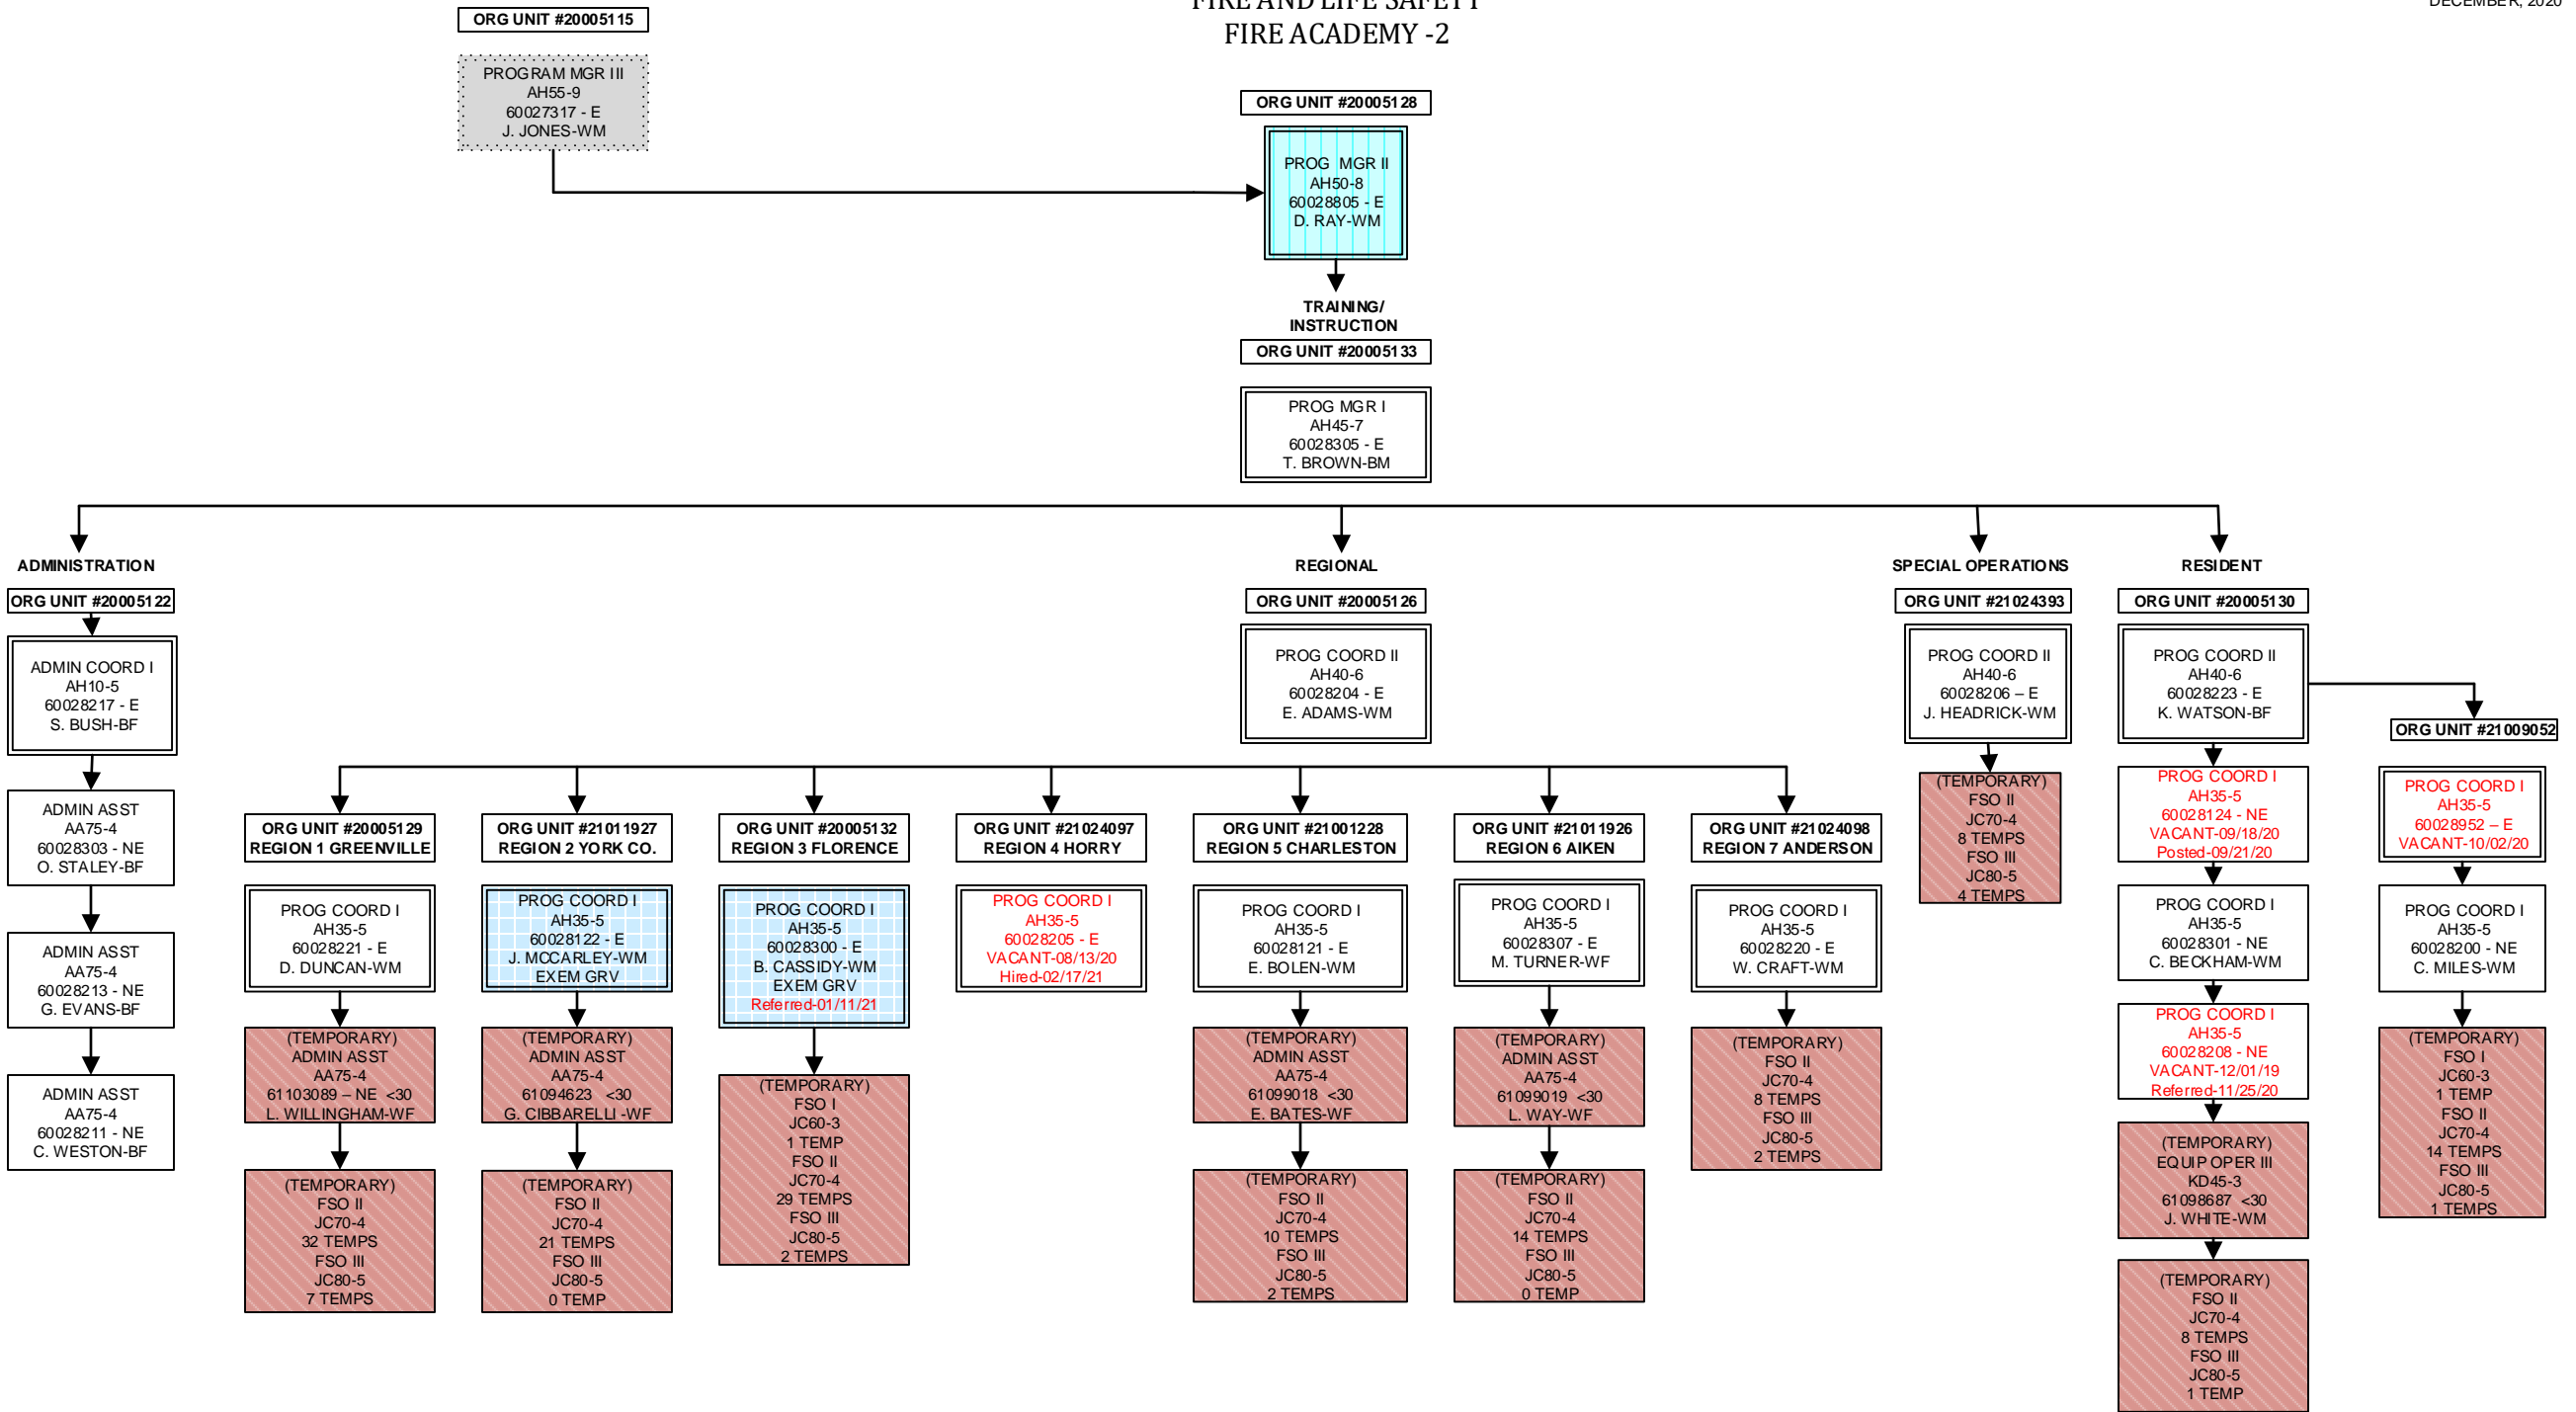 FIRE AND LIFE SAFETY
FIRE ACADEMY -2
DECEMBER, 2020
ORG UNIT #20005115
PROGRAM MGR III
AH55-9
60027317 - E
J. JONES-WM
ORG UNIT #20005128
PROG MGR II
AH50-8
60028805 - E
D. RAY-WM
TRAINING/
INSTRUCTION
ORG UNIT #20005133
PROG MGR I
AH45-7
60028305 - E
T. BROWN-BM
ADMINISTRATION
ORG UNIT #20005122
ADMIN COORD I
AH10-5
60028217 - E
S. BUSH-BF
ADMIN ASST
AA75-4
60028303 - NE
O. STALEY-BF
ADMIN ASST
AA75-4
60028213 - NE
G. EVANS-BF
ADMIN ASST
AA75-4
60028211 - NE
C. WESTON-BF
REGIONAL
ORG UNIT #20005126
PROG COORD II
AH40-6
60028204 - E
E. ADAMS-WM
ORG UNIT #20005129
REGION 1 GREENVILLE
PROG COORD I
AH35-5
60028221 - E
D. DUNCAN-WM
(TEMPORARY)
ADMIN ASST
AA75-4
61103089 – NE <30
L. WILLINGHAM-WF
(TEMPORARY)
FSO II
JC70-4
32 TEMPS
FSO III
JC80-5
7 TEMPS
ORG UNIT #21011927
REGION 2 YORK CO.
PROG COORD I
AH35-5
60028122 - E
J. MCCARLEY-WM
EXEM GRV
(TEMPORARY)
ADMIN ASST
AA75-4
61094623 <30
G. CIBBARELLI -WF
(TEMPORARY)
FSO II
JC70-4
21 TEMPS
FSO III
JC80-5
0 TEMP
ORG UNIT #20005132
REGION 3 FLORENCE
PROG COORD I
AH35-5
60028300 - E
B. CASSIDY-WM
EXEM GRV
Referred-01/11/21
(TEMPORARY)
FSO I
JC60-3
1 TEMP
FSO II
JC70-4
29 TEMPS
FSO III
JC80-5
2 TEMPS
ORG UNIT #21024097
REGION 4 HORRY
PROG COORD I
AH35-5
60028205 - E
VACANT-08/13/20
Hired-02/17/21
ORG UNIT #21001228
REGION 5 CHARLESTON
PROG COORD I
AH35-5
60028121 - E
E. BOLEN-WM
(TEMPORARY)
ADMIN ASST
AA75-4
61099018 <30
E. BATES-WF
(TEMPORARY)
FSO II
JC70-4
10 TEMPS
FSO III
JC80-5
2 TEMPS
ORG UNIT #21011926
REGION 6 AIKEN
PROG COORD I
AH35-5
60028307 - E
M. TURNER-WF
(TEMPORARY)
ADMIN ASST
AA75-4
61099019 <30
L. WAY-WF
(TEMPORARY)
FSO II
JC70-4
14 TEMPS
FSO III
JC80-5
0 TEMP
ORG UNIT #21024098
REGION 7 ANDERSON
PROG COORD I
AH35-5
60028220 - E
W. CRAFT-WM
(TEMPORARY)
FSO II
JC70-4
8 TEMPS
FSO III
JC80-5
2 TEMPS
SPECIAL OPERATIONS
ORG UNIT #21024393
PROG COORD II
AH40-6
60028206 – E
J. HEADRICK-WM
(TEMPORARY)
FSO II
JC70-4
8 TEMPS
FSO III
JC80-5
4 TEMPS
RESIDENT
ORG UNIT #20005130
PROG COORD II
AH40-6
60028223 - E
K. WATSON-BF
PROG COORD I
AH35-5
60028124 - NE
VACANT-09/18/20
Posted-09/21/20
PROG COORD I
AH35-5
60028301 - NE
C. BECKHAM-WM
PROG COORD I
AH35-5
60028208 - NE
VACANT-12/01/19
Referred-11/25/20
(TEMPORARY)
EQUIP OPER III
KD45-3
61098687 <30
J. WHITE-WM
(TEMPORARY)
FSO II
JC70-4
8 TEMPS
FSO III
JC80-5
1 TEMP
ORG UNIT #21009052
PROG COORD I
AH35-5
60028952 – E
VACANT-10/02/20
PROG COORD I
AH35-5
60028200 - NE
C. MILES-WM
(TEMPORARY)
FSO I
JC60-3
1 TEMP
FSO II
JC70-4
14 TEMPS
FSO III
JC80-5
1 TEMPS